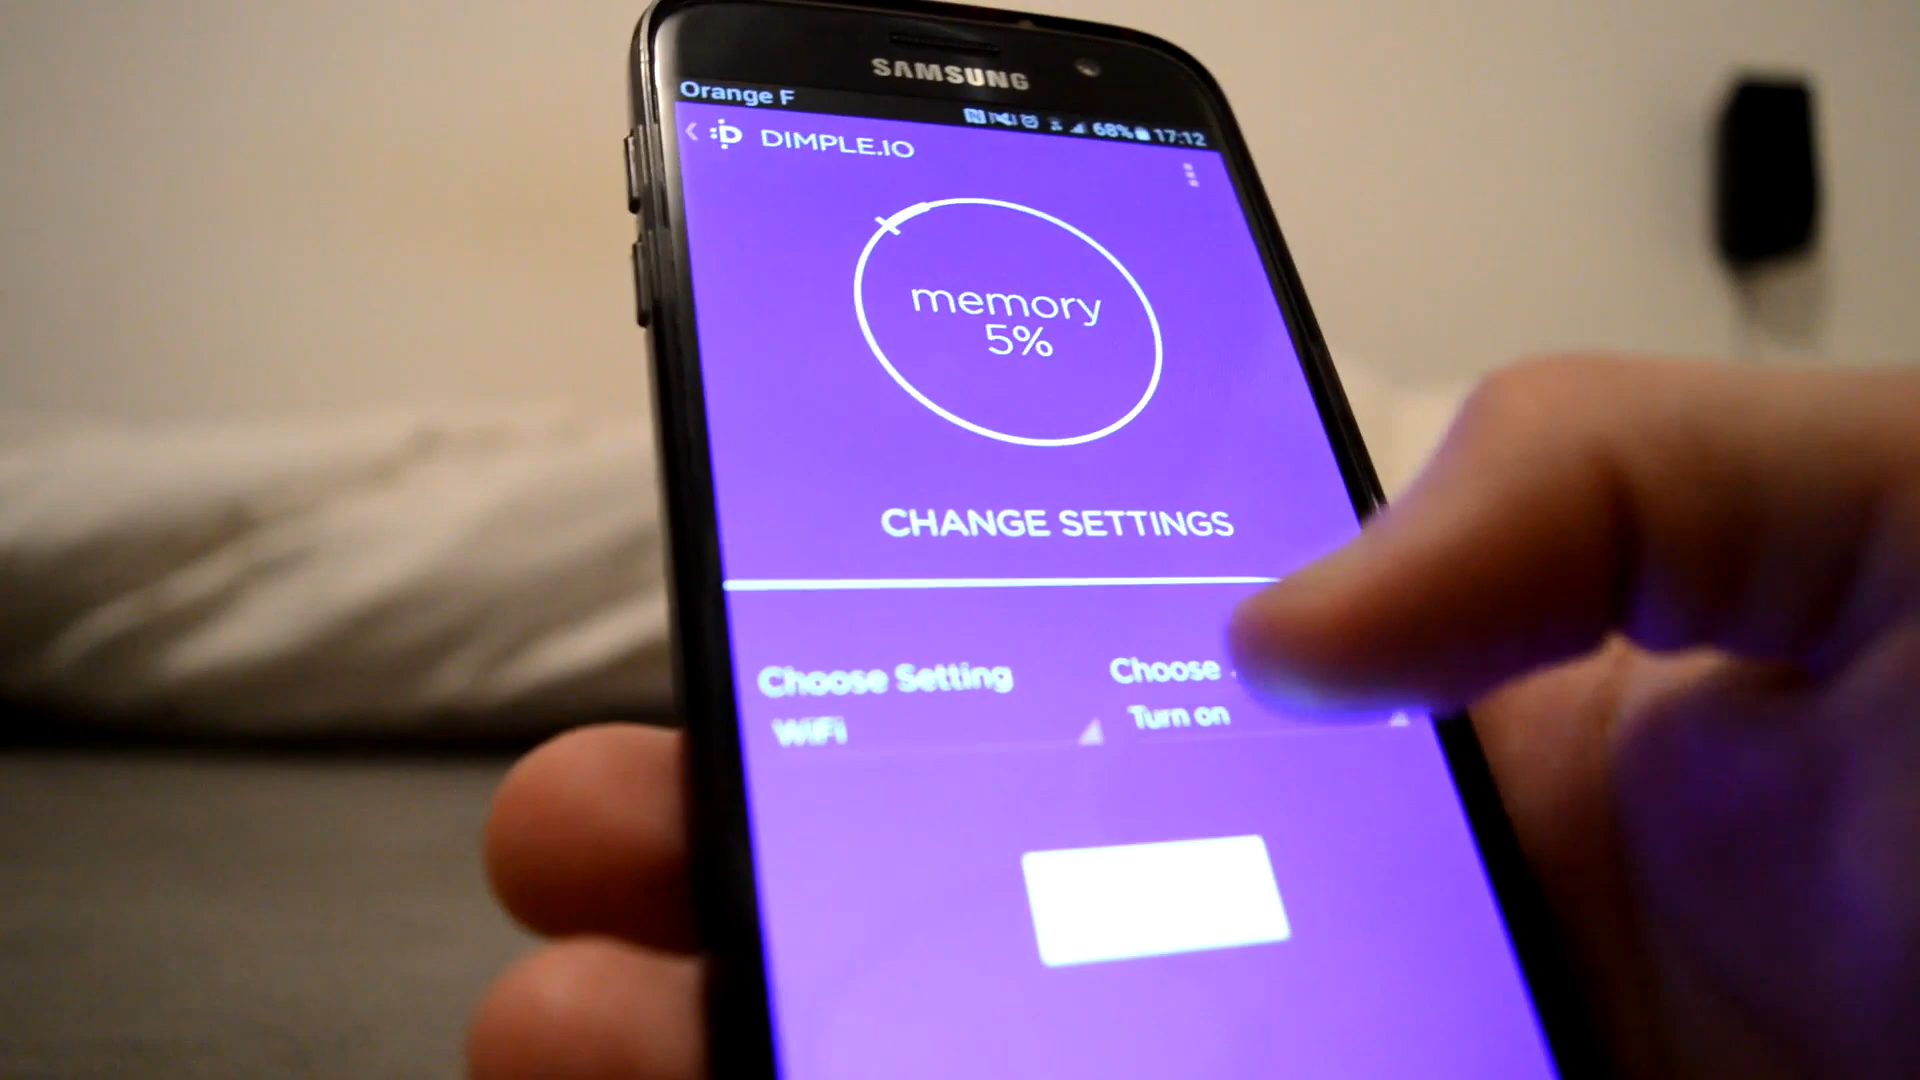 SAMSUNG
Orange F
68% 17:12
DIMPLE.IO
memory
5%
CHANGE SETTINGS
Choose Setting
Choose
WiFi
Turn on